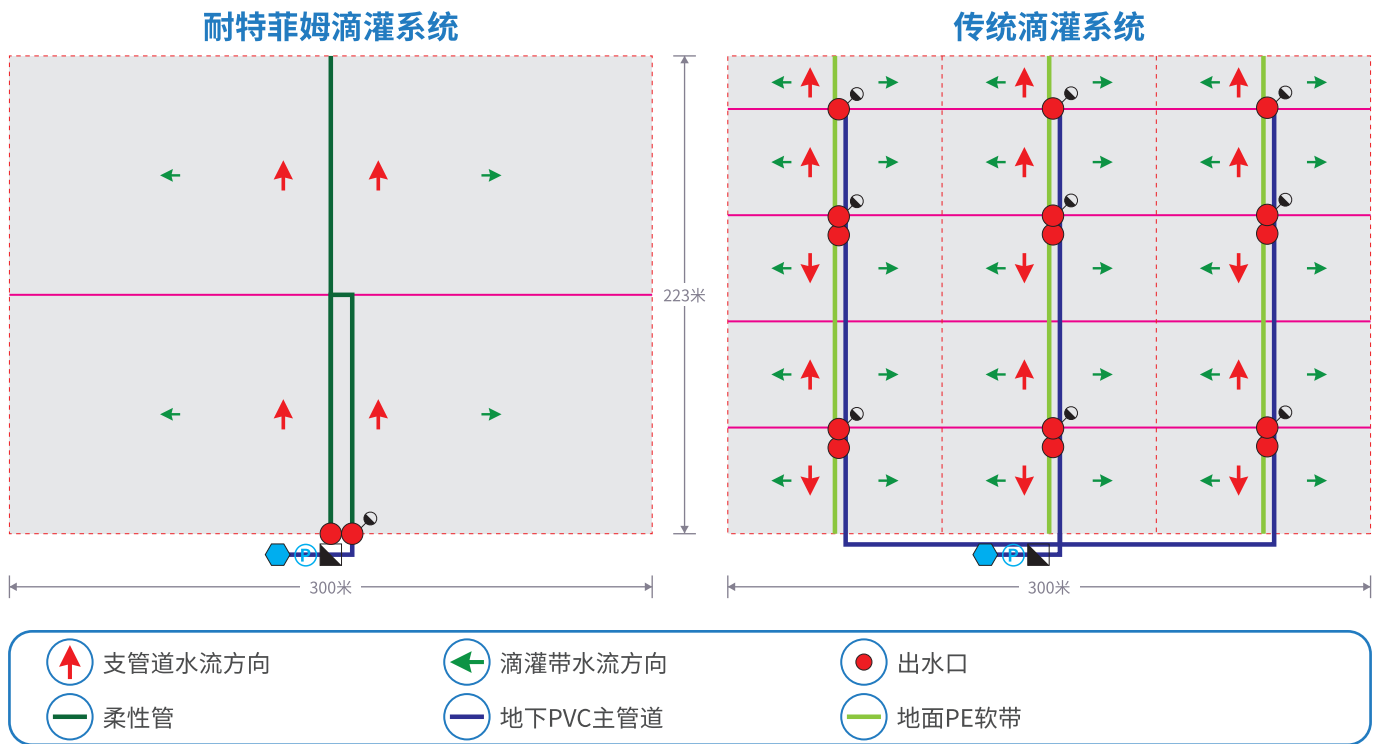 耐特菲姆滴灌系统
传统滴灌系统
223米
P
P
300米
300米
支管道水流方向
滴灌带水流方向
出水口
柔性管
地下PVC主管道
地面PE软带